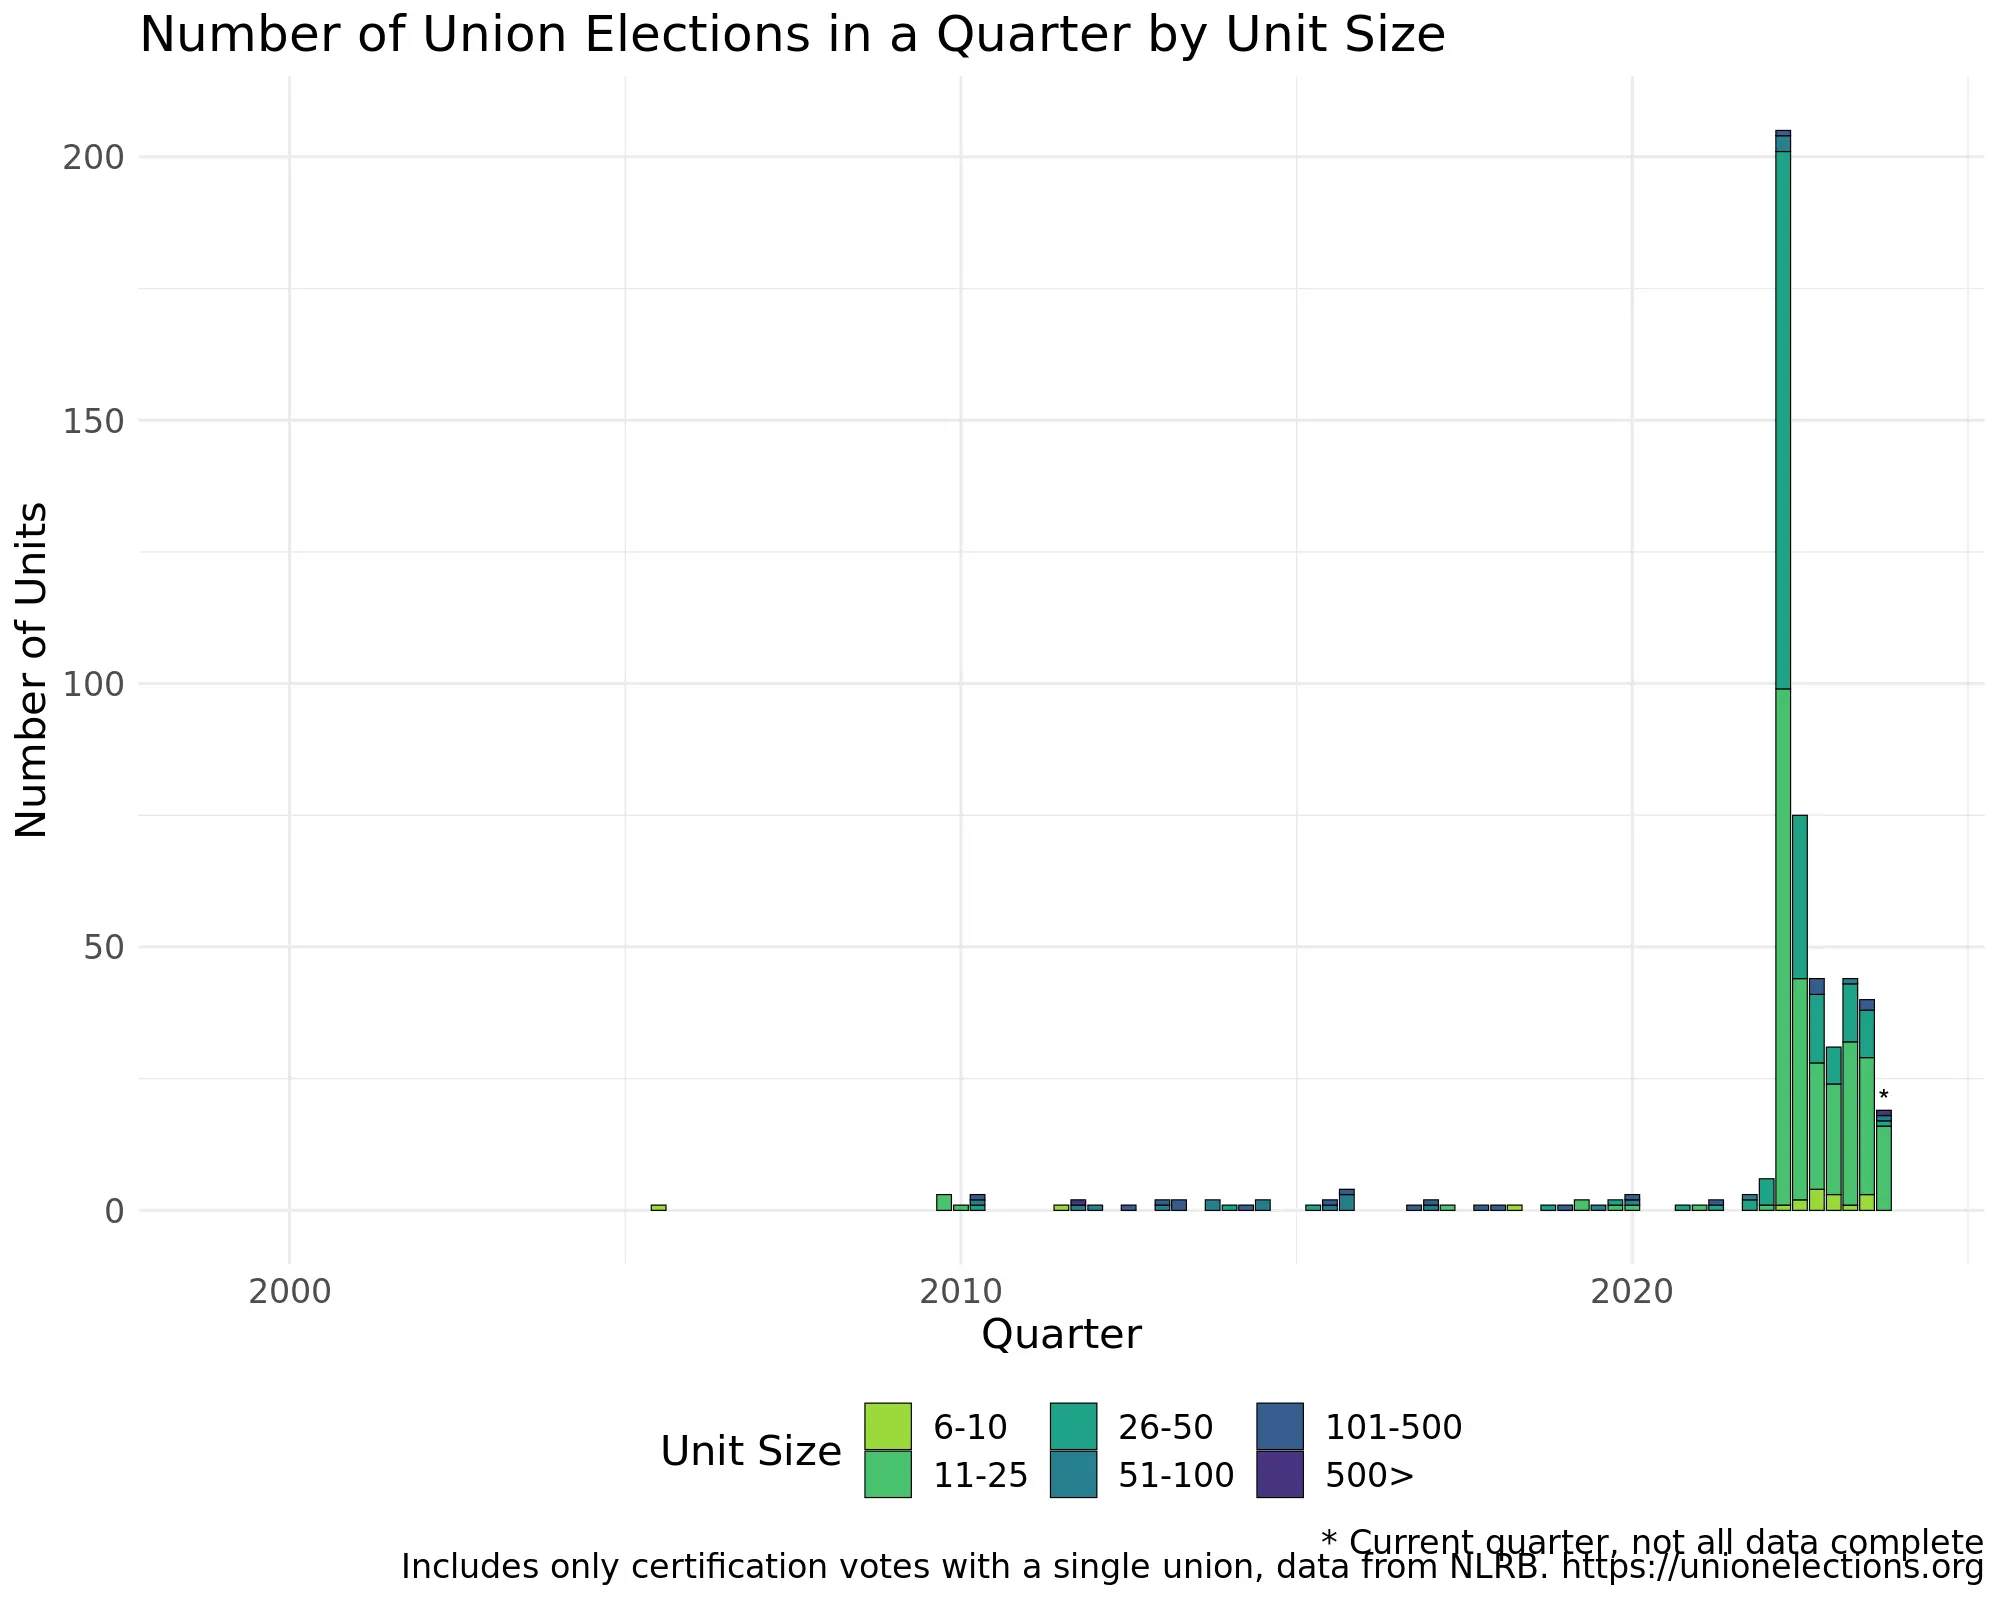 Number of Union Elections in a Quarter by Unit Size
Number of Units
200
150
100
50
0
*
2000
2010
2020
Quarter
Unit Size
6-10
26-50
101-500
11-25
51-100
500>
* Current quarter, not all data complete
Includes only certification votes with a single union, data from NLRB. https://unionelections.org